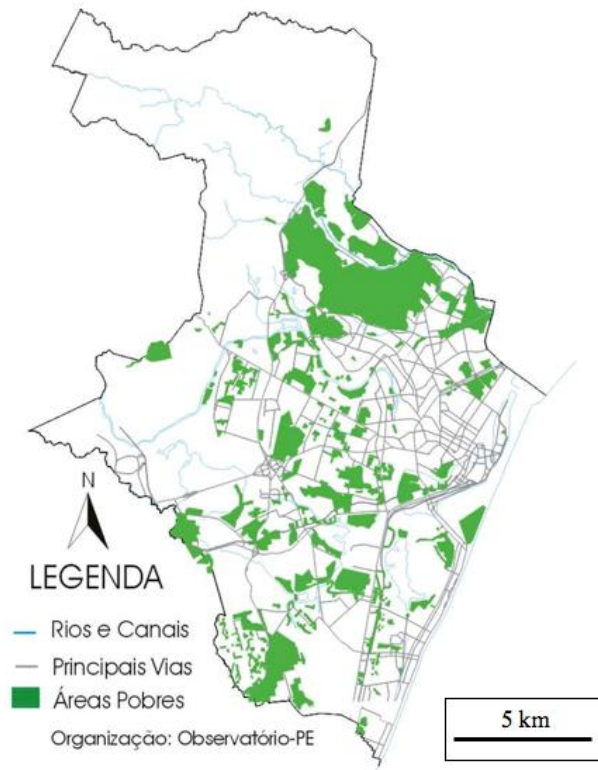 N
LEGENDA
Rios e Canais
Principais Vias
Áreas Pobres
Organização: Observatório-PE
5 km